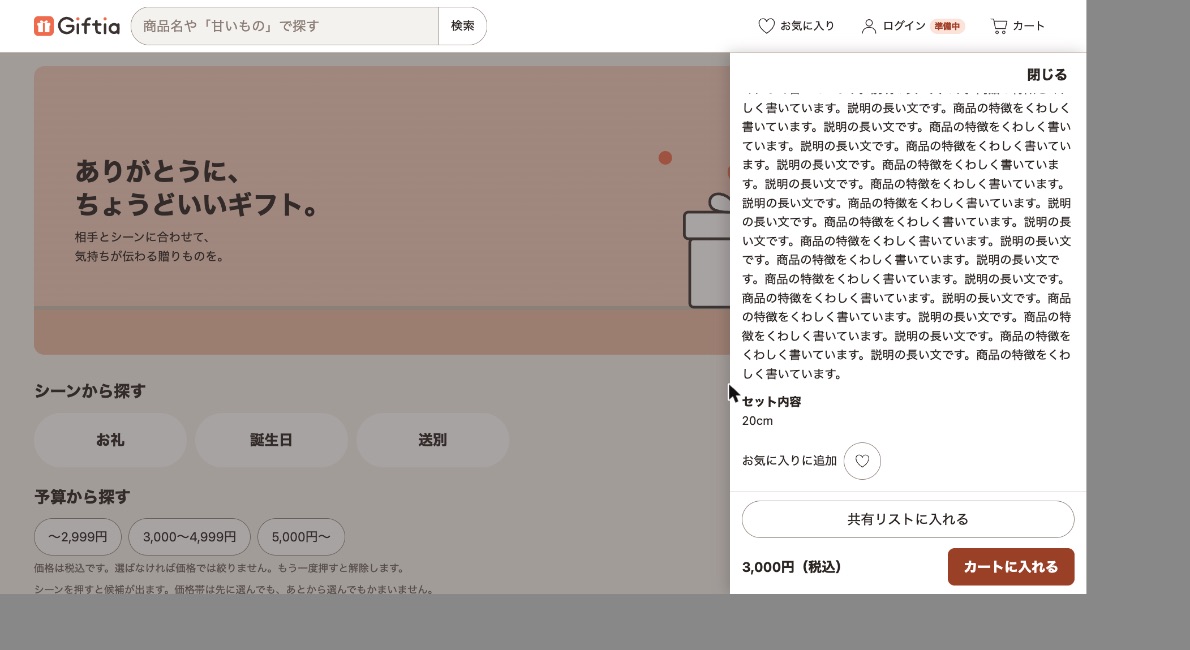 Giftia
商品名や「甘いもの」で探す
検索
お気に入り
ログイン 準備中
カート
閉じる
ありがとうに、
ちょうどいいギフト。
相手とシーンに合わせて、
気持ちが伝わる贈りものを。
シーンから探す
お礼
誕生日
送別
予算から探す
〜2,999円
3,000〜4,999円
5,000円〜
価格は税込です。選ばなければ価格では絞りません。もう一度押すと解除します。
シーンを押すと候補が出ます。価格帯は先に選んでも、あとから選んでもかまいません。
しく書いています。説明の長い文です。商品の特徴をくわしく
書いています。説明の長い文です。商品の特徴をくわしく書い
ています。説明の長い文です。商品の特徴をくわしく書いてい
ます。説明の長い文です。商品の特徴をくわしく書いていま
す。説明の長い文です。商品の特徴をくわしく書いています。
説明の長い文です。商品の特徴をくわしく書いています。説明
の長い文です。商品の特徴をくわしく書いています。説明の長
い文です。商品の特徴をくわしく書いています。説明の長い文
です。商品の特徴をくわしく書いています。説明の長い文で
す。商品の特徴をくわしく書いています。説明の長い文です。
商品の特徴をくわしく書いています。説明の長い文です。商品
の特徴をくわしく書いています。説明の長い文です。商品の特
徴をくわしく書いています。説明の長い文です。商品の特徴を
くわしく書いています。説明の長い文です。商品の特徴をくわ
しく書いています。
セット内容
20cm
お気に入りに追加
共有リストに入れる
3,000円（税込）
カートに入れる